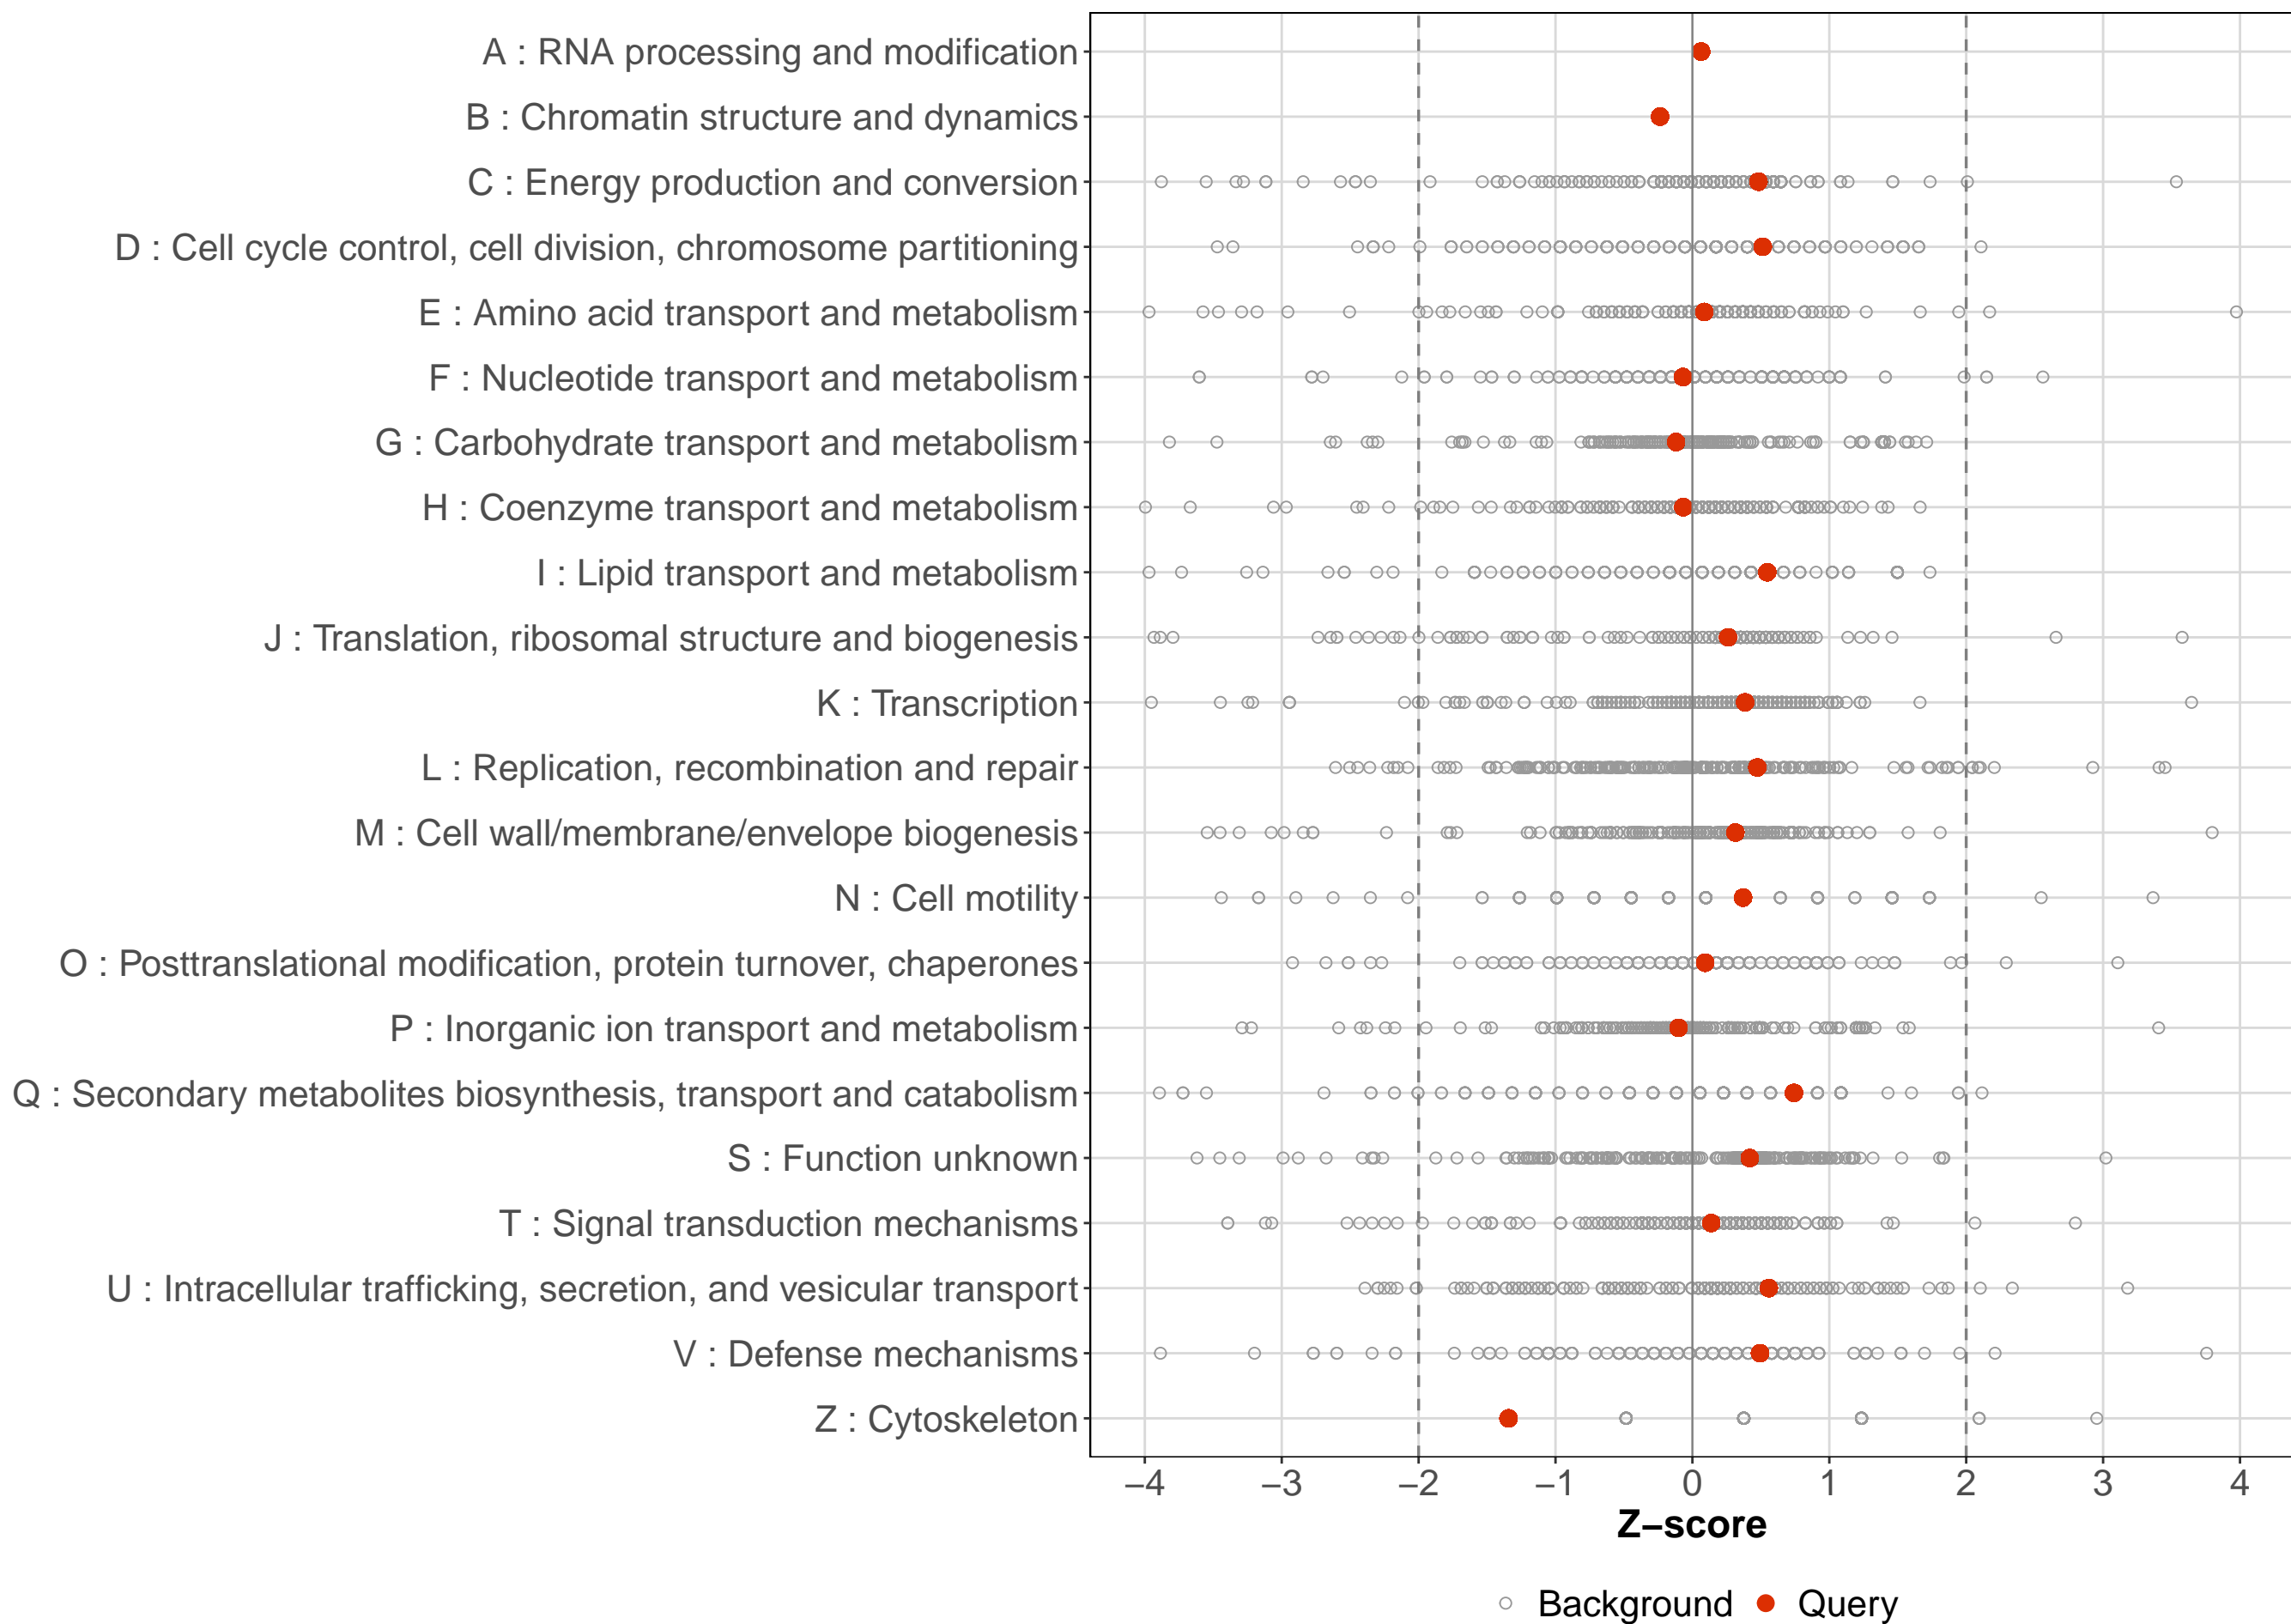 A : RNA processing and modification
B : Chromatin structure and dynamics
C : Energy production and conversion
D : Cell cycle control, cell division, chromosome partitioning
E : Amino acid transport and metabolism
F : Nucleotide transport and metabolism
G : Carbohydrate transport and metabolism
H : Coenzyme transport and metabolism
I : Lipid transport and metabolism
J : Translation, ribosomal structure and biogenesis
K : Transcription
L : Replication, recombination and repair
M : Cell wall/membrane/envelope biogenesis
N : Cell motility
O : Posttranslational modification, protein turnover, chaperones
P : Inorganic ion transport and metabolism
Q : Secondary metabolites biosynthesis, transport and catabolism
S : Function unknown
T : Signal transduction mechanisms
U : Intracellular trafficking, secretion, and vesicular transport
V : Defense mechanisms
Z : Cytoskeleton
−4 −3 −2 −1 0 1 2 3 4
Z−score
Background Query